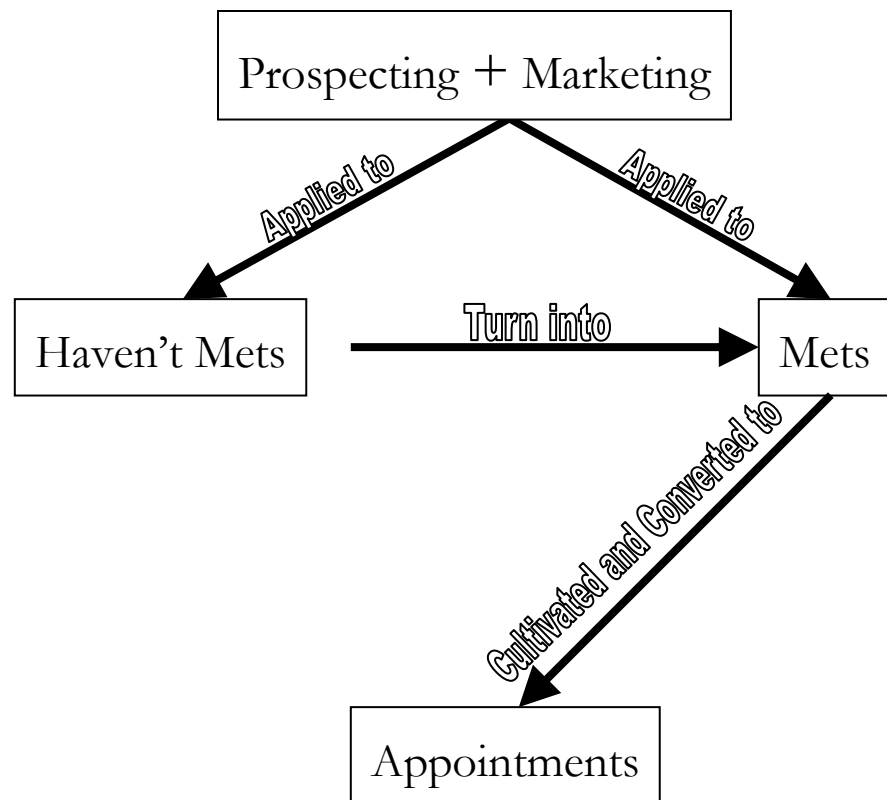 Prospecting + Marketing
Applied to
Applied to
Haven’t Mets
Turn into
Mets
Cultivated and Converted to
Appointments